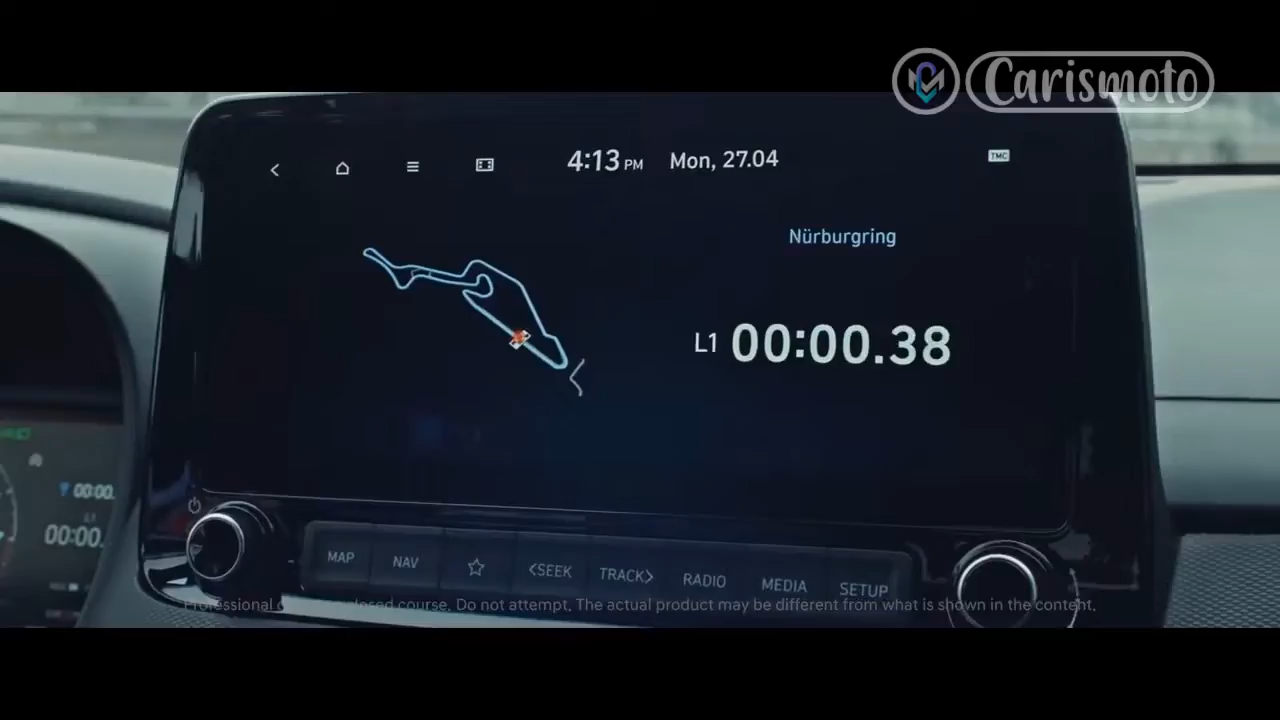 Carismoto
4:13 PM Mon, 27.04
TMC
Nürburgring
L1 00:00.38
00:00.
L1
00:00.
MAP NAV <SEEK TRACK> RADIO MEDIA SETUP
Professional closed course. Do not attempt. The actual product may be different from what is shown in the content.